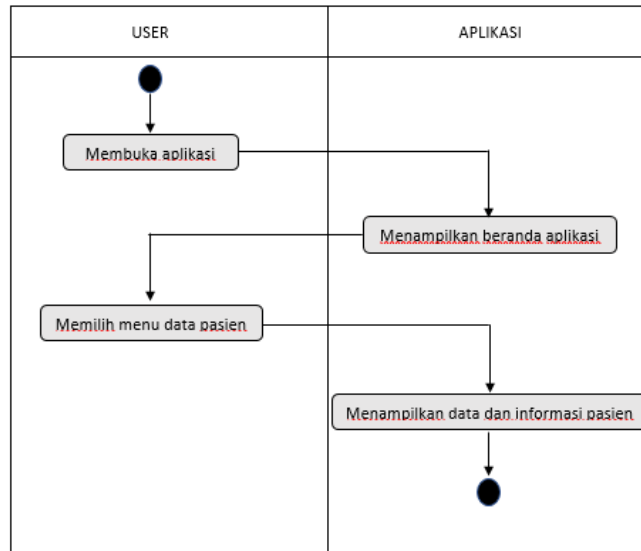 USER
APLIKASI
Membuka aplikasi
Menampilkan beranda aplikasi
Memilih menu data pasien
Menampilkan data dan informasi pasien